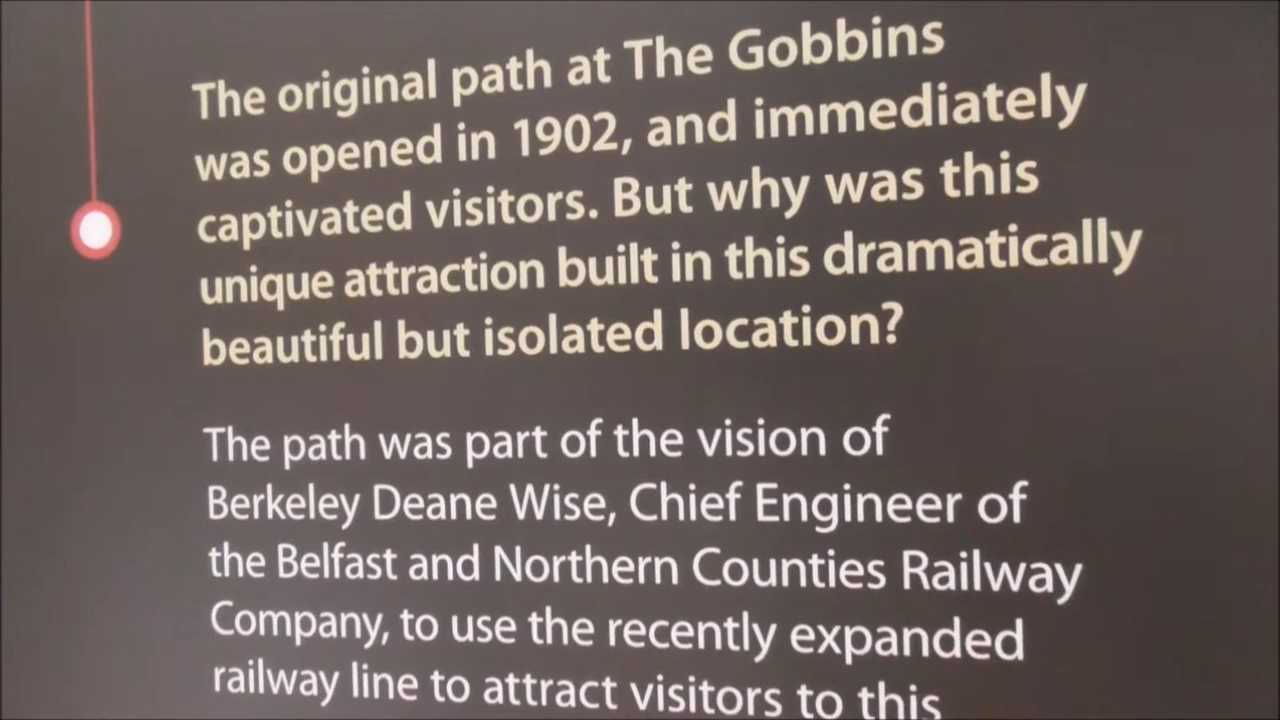 The original path at The Gobbins
was opened in 1902, and immediately
captivated visitors. But why was this
unique attraction built in this dramatically
beautiful but isolated location?
The path was part of the vision of
Berkeley Deane Wise, Chief Engineer of
the Belfast and Northern Counties Railway
Company, to use the recently expanded
railway line to attract visitors to this